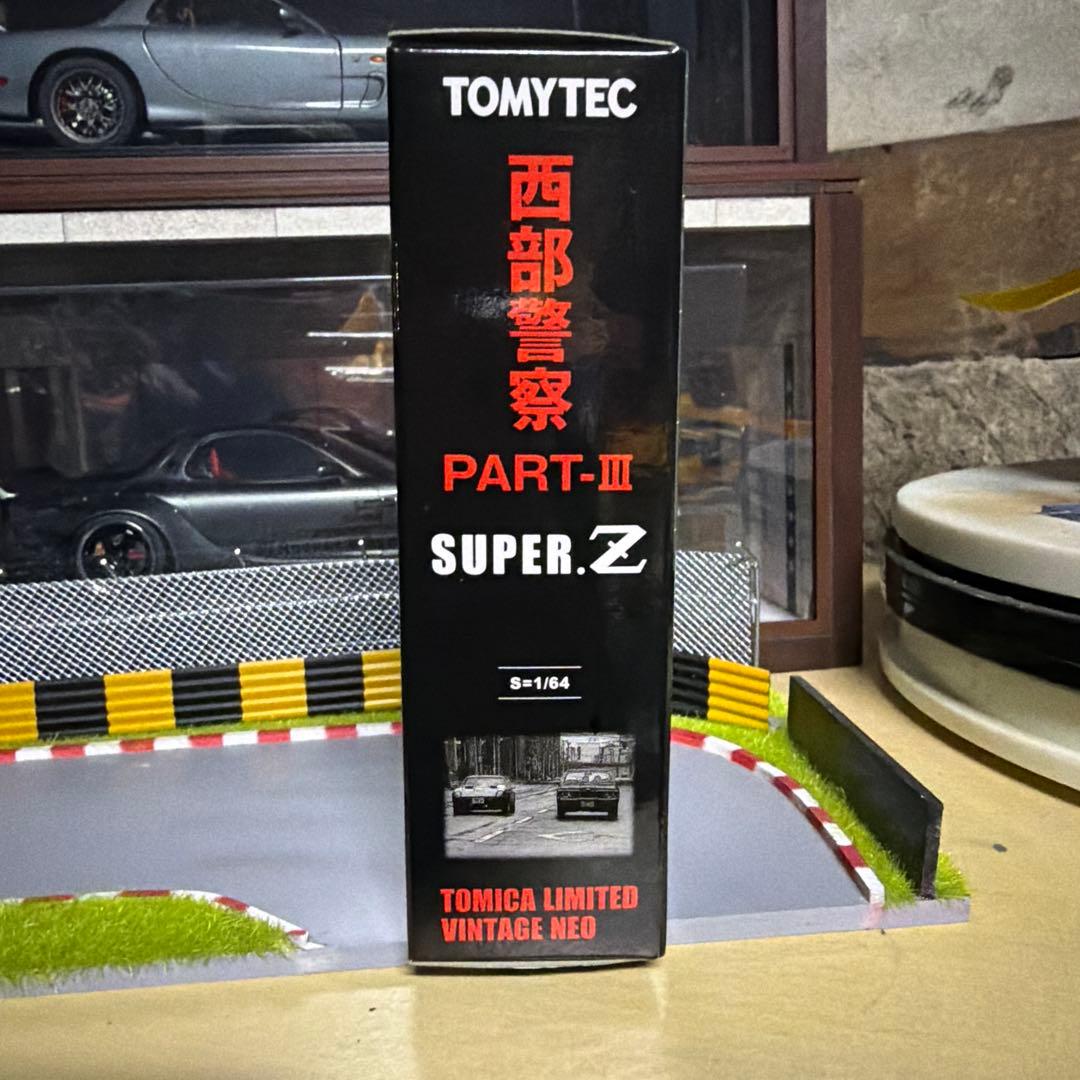 TOMYTEC
西部警察
PART-III
SUPER.Z
S=1/64
TOMICA LIMITED
VINTAGE NEO